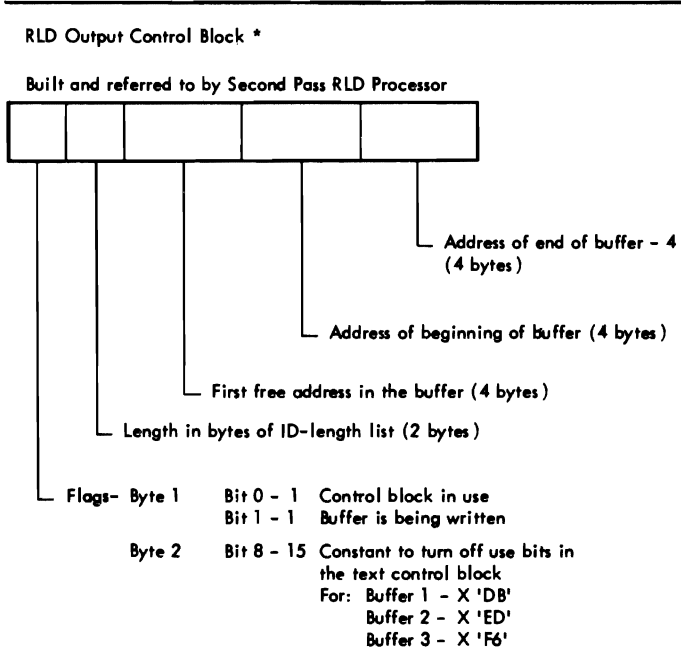 RLD Output Control Block *
Built and referred to by Second Pass RLD Processor
Address of end of buffer - 4
(4 bytes)
Address of beginning of buffer (4 bytes)
First free address in the buffer (4 bytes)
Length in bytes of ID-length list (2 bytes)
Flags- Byte 1 Bit 0 - 1 Control block in use
Bit 1 - 1 Buffer is being written
Byte 2 Bit 8 - 15 Constant to turn off use bits in
the text control block
For: Buffer 1 - X 'DB'
Buffer 2 - X 'ED'
Buffer 3 - X 'F6'